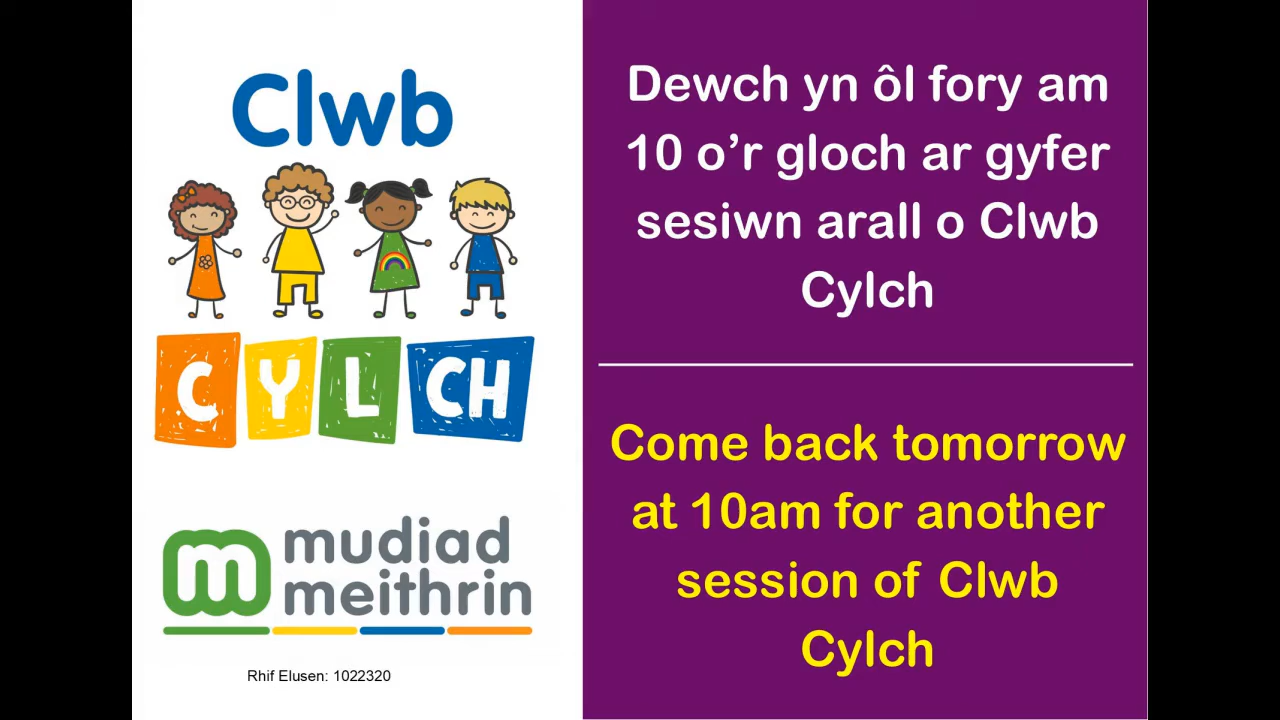 Clwb
CYLCH
m mudiad
meithrin
Rhif Elusen: 1022320
Dewch yn ôl fory am
10 o’r gloch ar gyfer
sesiwn arall o Clwb
Cylch
Come back tomorrow
at 10am for another
session of Clwb
Cylch